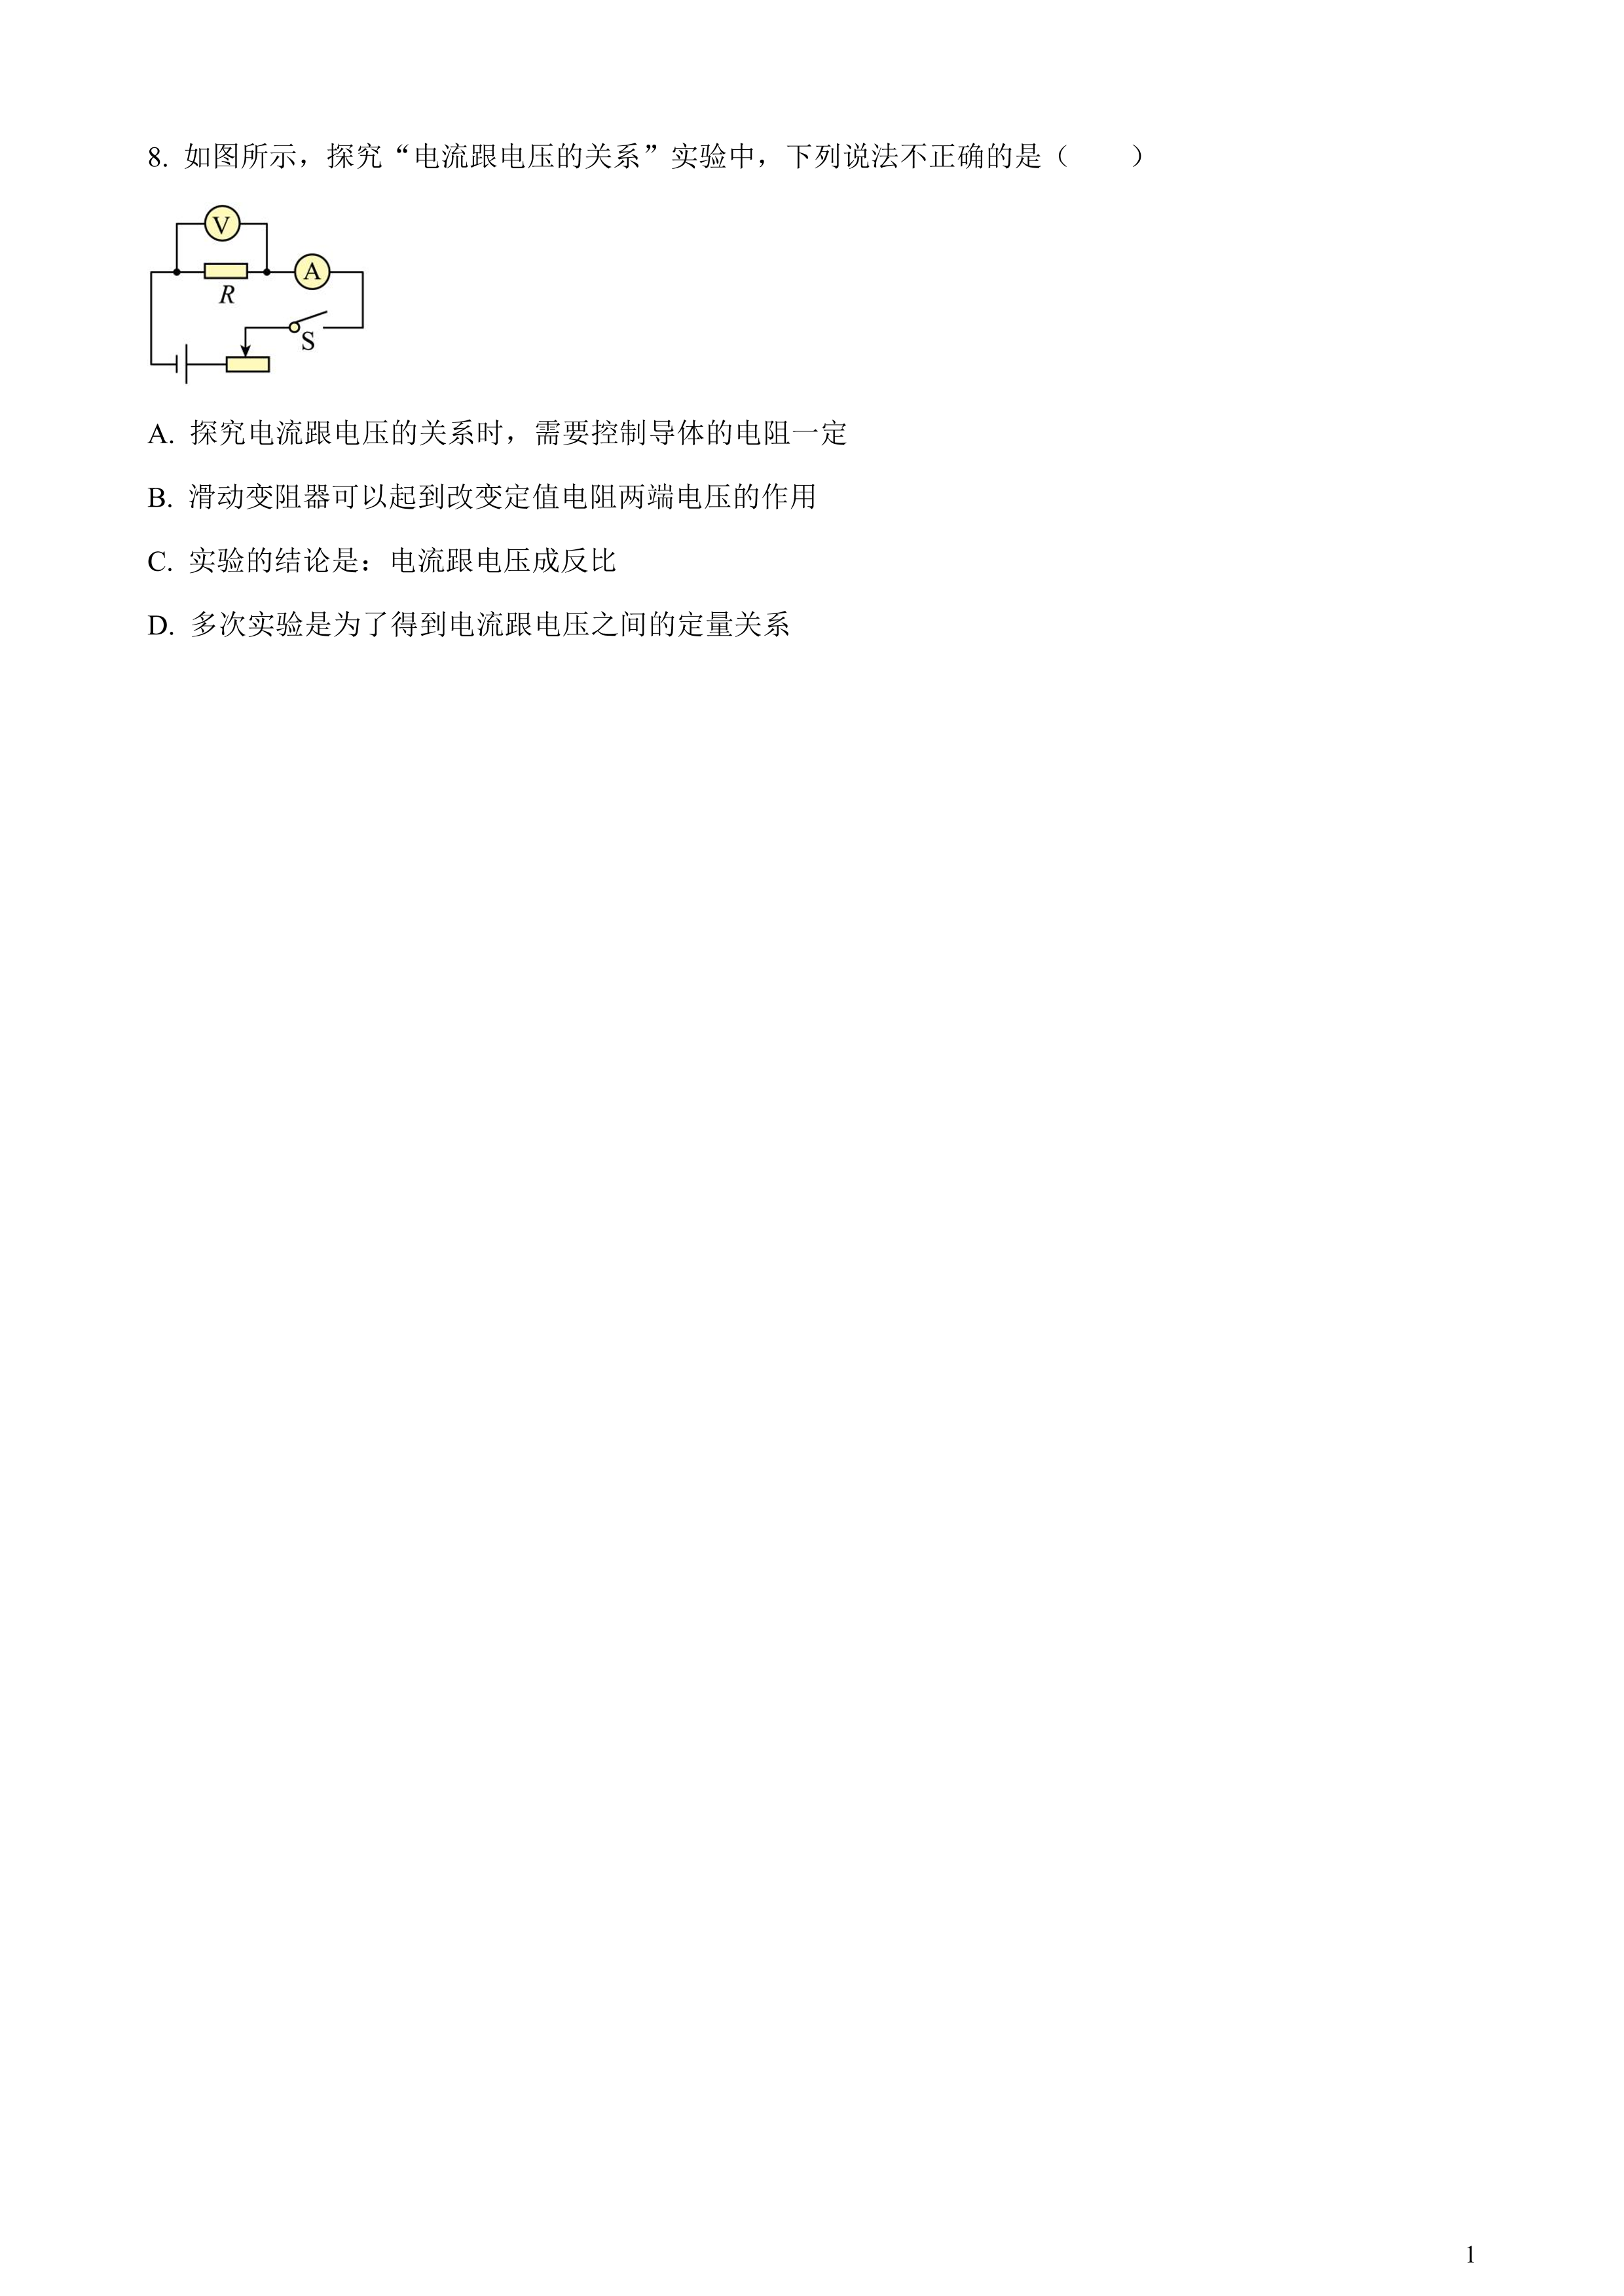 8. 如图所示，探究“电流跟电压的关系”实验中，下列说法不正确的是（　　）
V
A
R
S
A. 探究电流跟电压的关系时，需要控制导体的电阻一定
B. 滑动变阻器可以起到改变定值电阻两端电压的作用
C. 实验的结论是：电流跟电压成反比
D. 多次实验是为了得到电流跟电压之间的定量关系
1